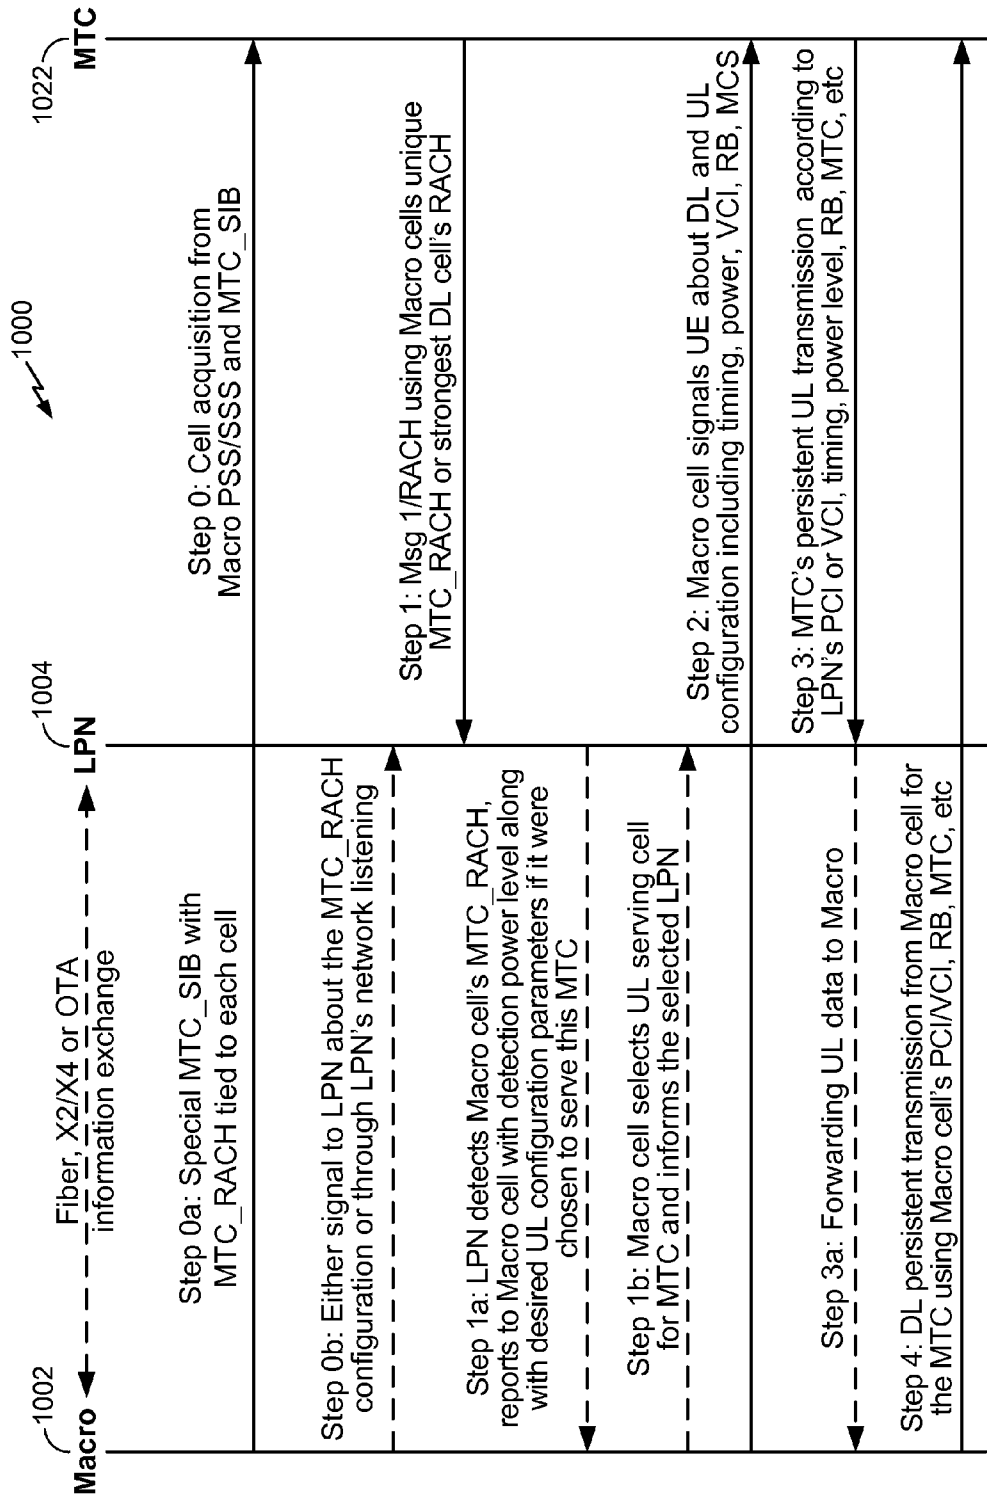 1000
1002
Macro
Fiber, X2/X4 or OTA
information exchange
1004
LPN
1022
MTC
Step 0a: Special MTC_SIB with
MTC_RACH tied to each cell
Step 0: Cell acquisition from
Macro PSS/SSS and MTC_SIB
Step 0b: Either signal to LPN about the MTC_RACH
configuration or through LPN's network listening
Step 1: Msg 1/RACH using Macro cells unique
MTC_RACH or strongest DL cell's RACH
Step 1a: LPN detects Macro cell's MTC_RACH,
reports to Macro cell with detection power level along
with desired UL configuration parameters if it were
chosen to serve this MTC
Step 1b: Macro cell selects UL serving cell
for MTC and informs the selected LPN
Step 2: Macro cell signals UE about DL and UL
configuration including timing, power, VCI, RB, MCS
Step 3: MTC's persistent UL transmission according to
LPN's PCI or VCI, timing, power level, RB, MTC, etc
Step 3a: Forwarding UL data to Macro
Step 4: DL persistent transmission from Macro cell for
the MTC using Macro cell's PCI/VCI, RB, MTC, etc